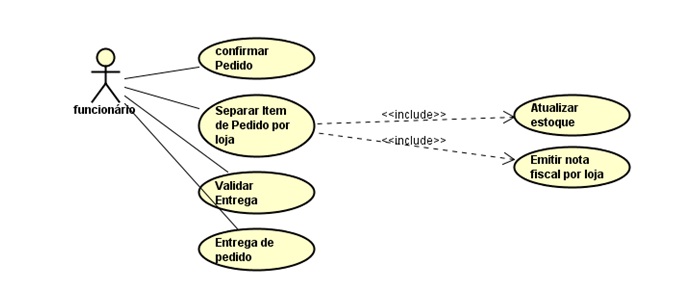 confirmar
Pedido
funcionário
Separar Item
de Pedido por
loja
<<include>>
<<include>>
Atualizar
estoque
Emitir nota
fiscal por loja
Validar
Entrega
Entrega de
pedido